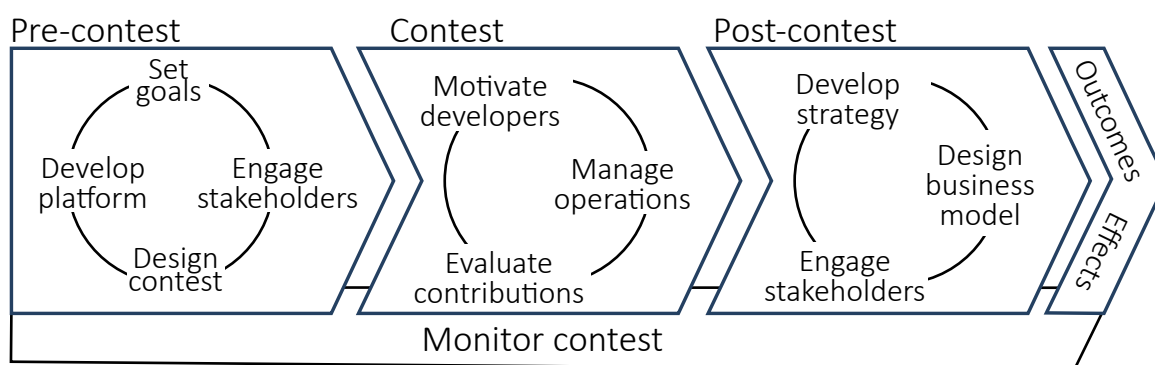 Pre-contest
Set
goals
Engage
stakeholders
Design
contest
Develop
platform
Contest
Motivate
developers
Manage
operations
Evaluate
contributions
Post-contest
Develop
strategy
Design
business
model
Engage
stakeholders
Outcomes
Effects
Monitor contest